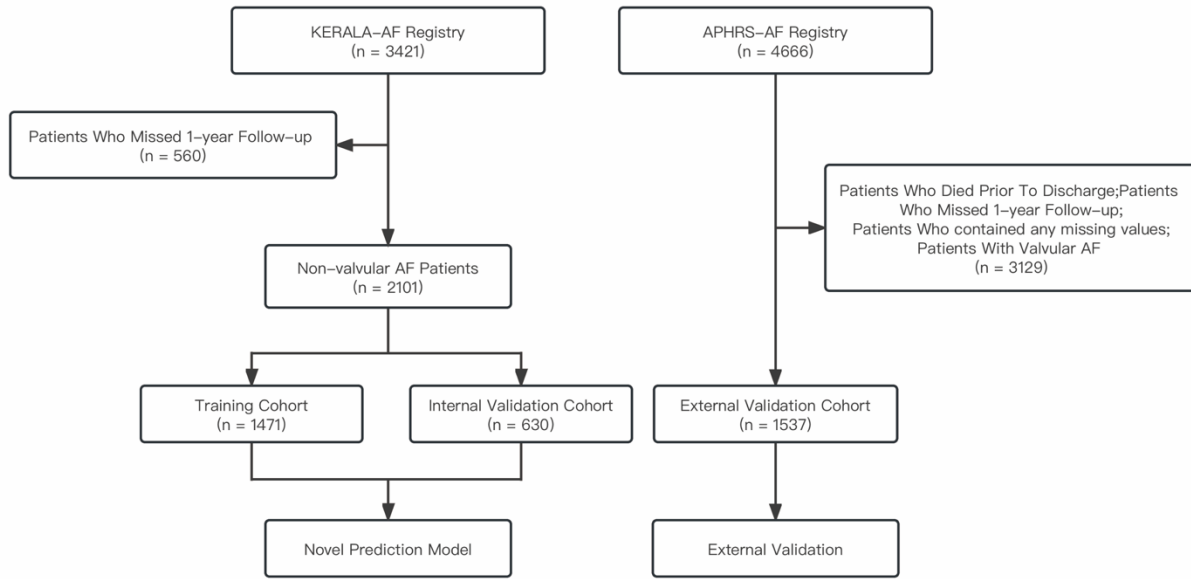 KERALA-AF Registry
(n = 3421)
APHRS-AF Registry
(n = 4666)
Patients Who Missed 1-year Follow-up
(n = 560)
Patients Who Died Prior To Discharge;Patients
Who Missed 1-year Follow-up;
Patients Who contained any missing values;
Patients With Valvular AF
(n = 3129)
Non-valvular AF Patients
(n = 2101)
Training Cohort
(n = 1471)
Internal Validation Cohort
(n = 630)
External Validation Cohort
(n = 1537)
Novel Prediction Model
External Validation